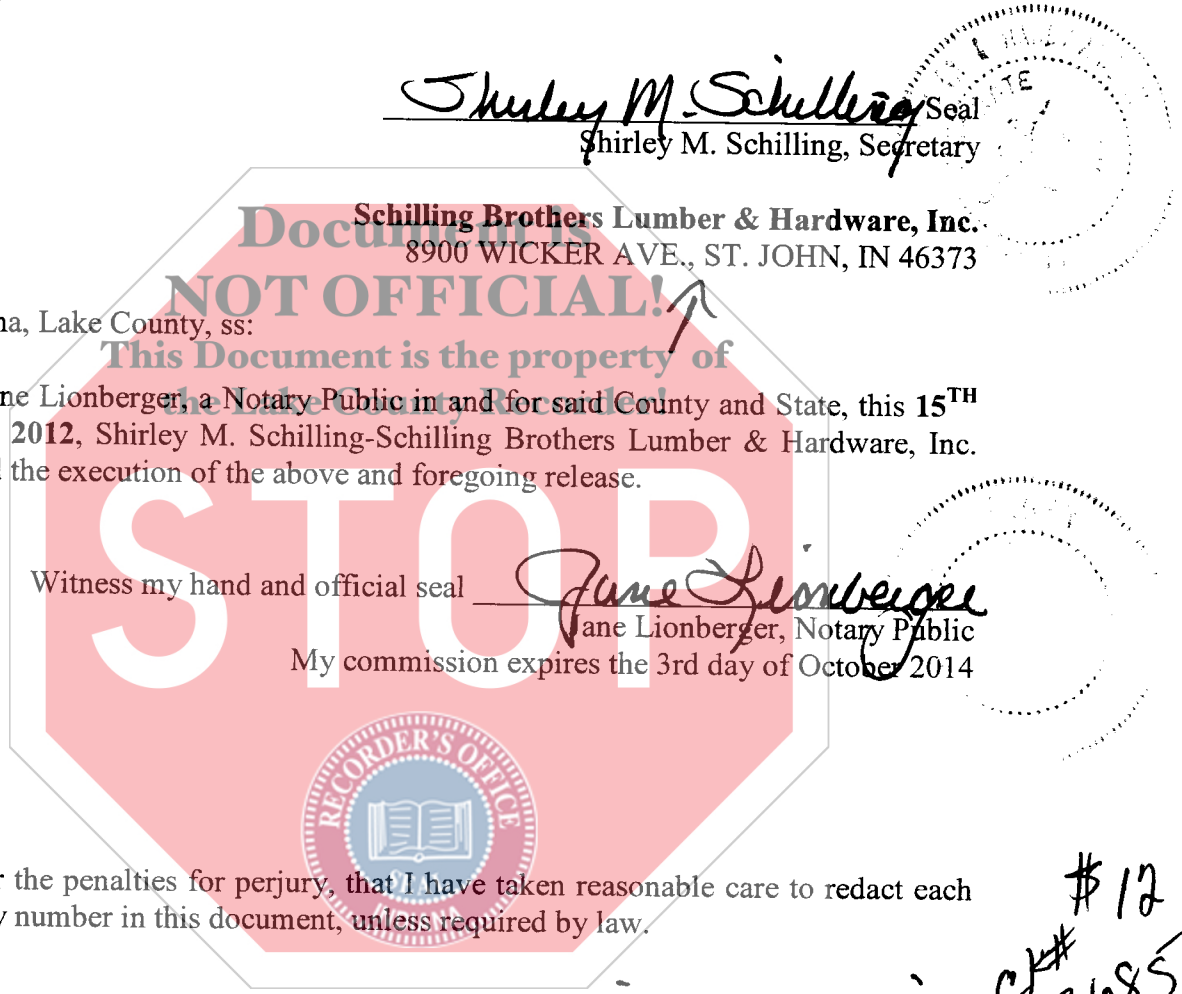 Shirley M. Schilling Seal
Shirley M. Schilling, Secretary
Schilling Brothers Lumber & Hardware, Inc.
8900 WICKER AVE., ST. JOHN, IN 46373
Document is
NOT OFFICIAL!
na, Lake County, ss:
This Document is the property of
the Lake County Recorder!
ne Lionberger, a Notary Public in and for said County and State, this 15TH
2012, Shirley M. Schilling-Schilling Brothers Lumber & Hardware, Inc.
the execution of the above and foregoing release.
STOP
Witness my hand and official seal Jane Lionberger
Jane Lionberger, Notary Public
My commission expires the 3rd day of October 2014
RECORDER'S OFFICE
the penalties for perjury, that I have taken reasonable care to redact each
number in this document, unless required by law.
$12
CK#